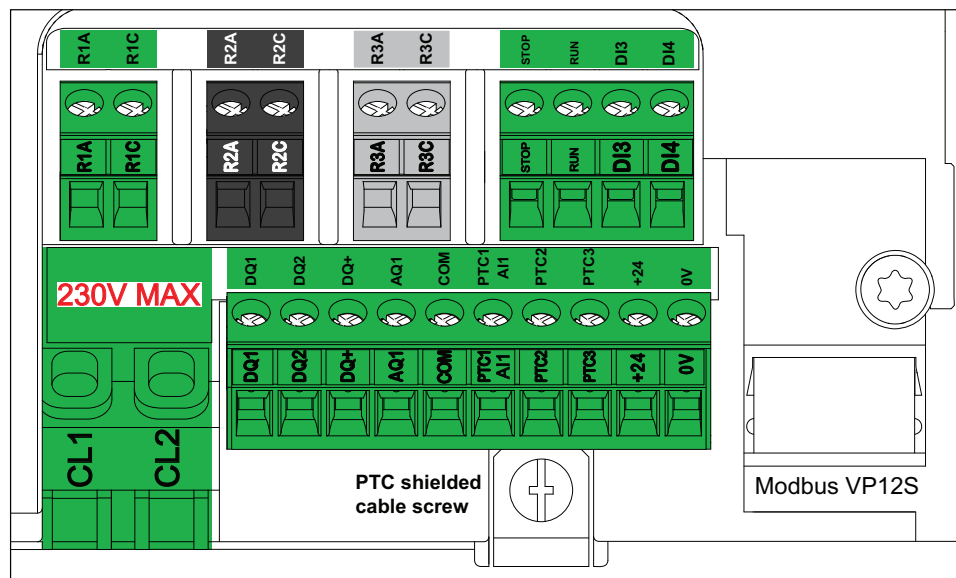 R1A R1C R2A R2C R3A R3C STOP RUN DI3 DI4
R1A R1C R2A R2C R3A R3C STOP RUN DI3 DI4
230V MAX
DQ1 DQ2 DQ+ AQ1 COM PTC1 AI1 PTC2 PTC3 +24 0V
DQ1 DQ2 DQ+ AQ1 COM PTC1 AI1 PTC2 PTC3 +24 0V
CL1 CL2
PTC shielded
cable screw
Modbus VP12S